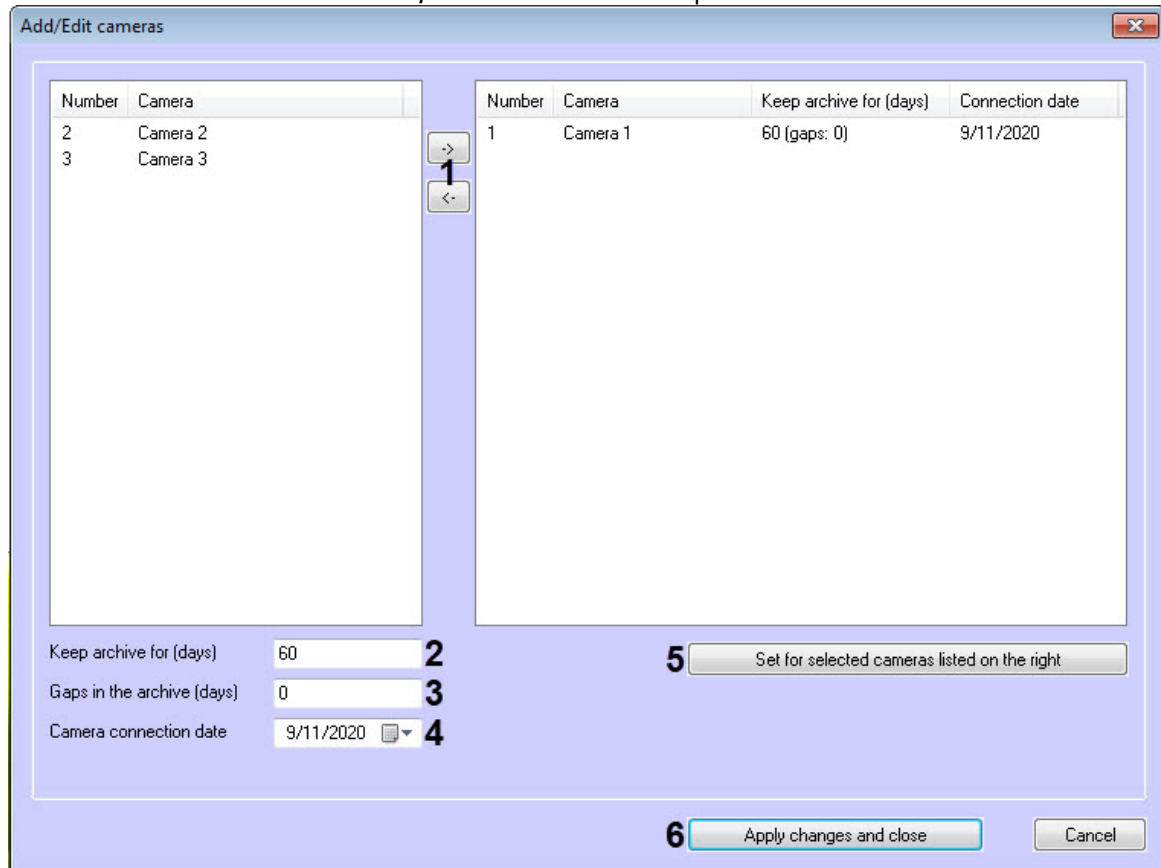 Add/Edit cameras
Number Camera
2 Camera 2
3 Camera 3
->
1
<-
Number Camera Keep archive for (days) Connection date
1 Camera 1 60 (gaps: 0) 9/11/2020
Keep archive for (days) 60 2
Gaps in the archive (days) 0 3
Camera connection date 9/11/2020 4
5 Set for selected cameras listed on the right
6 Apply changes and close Cancel